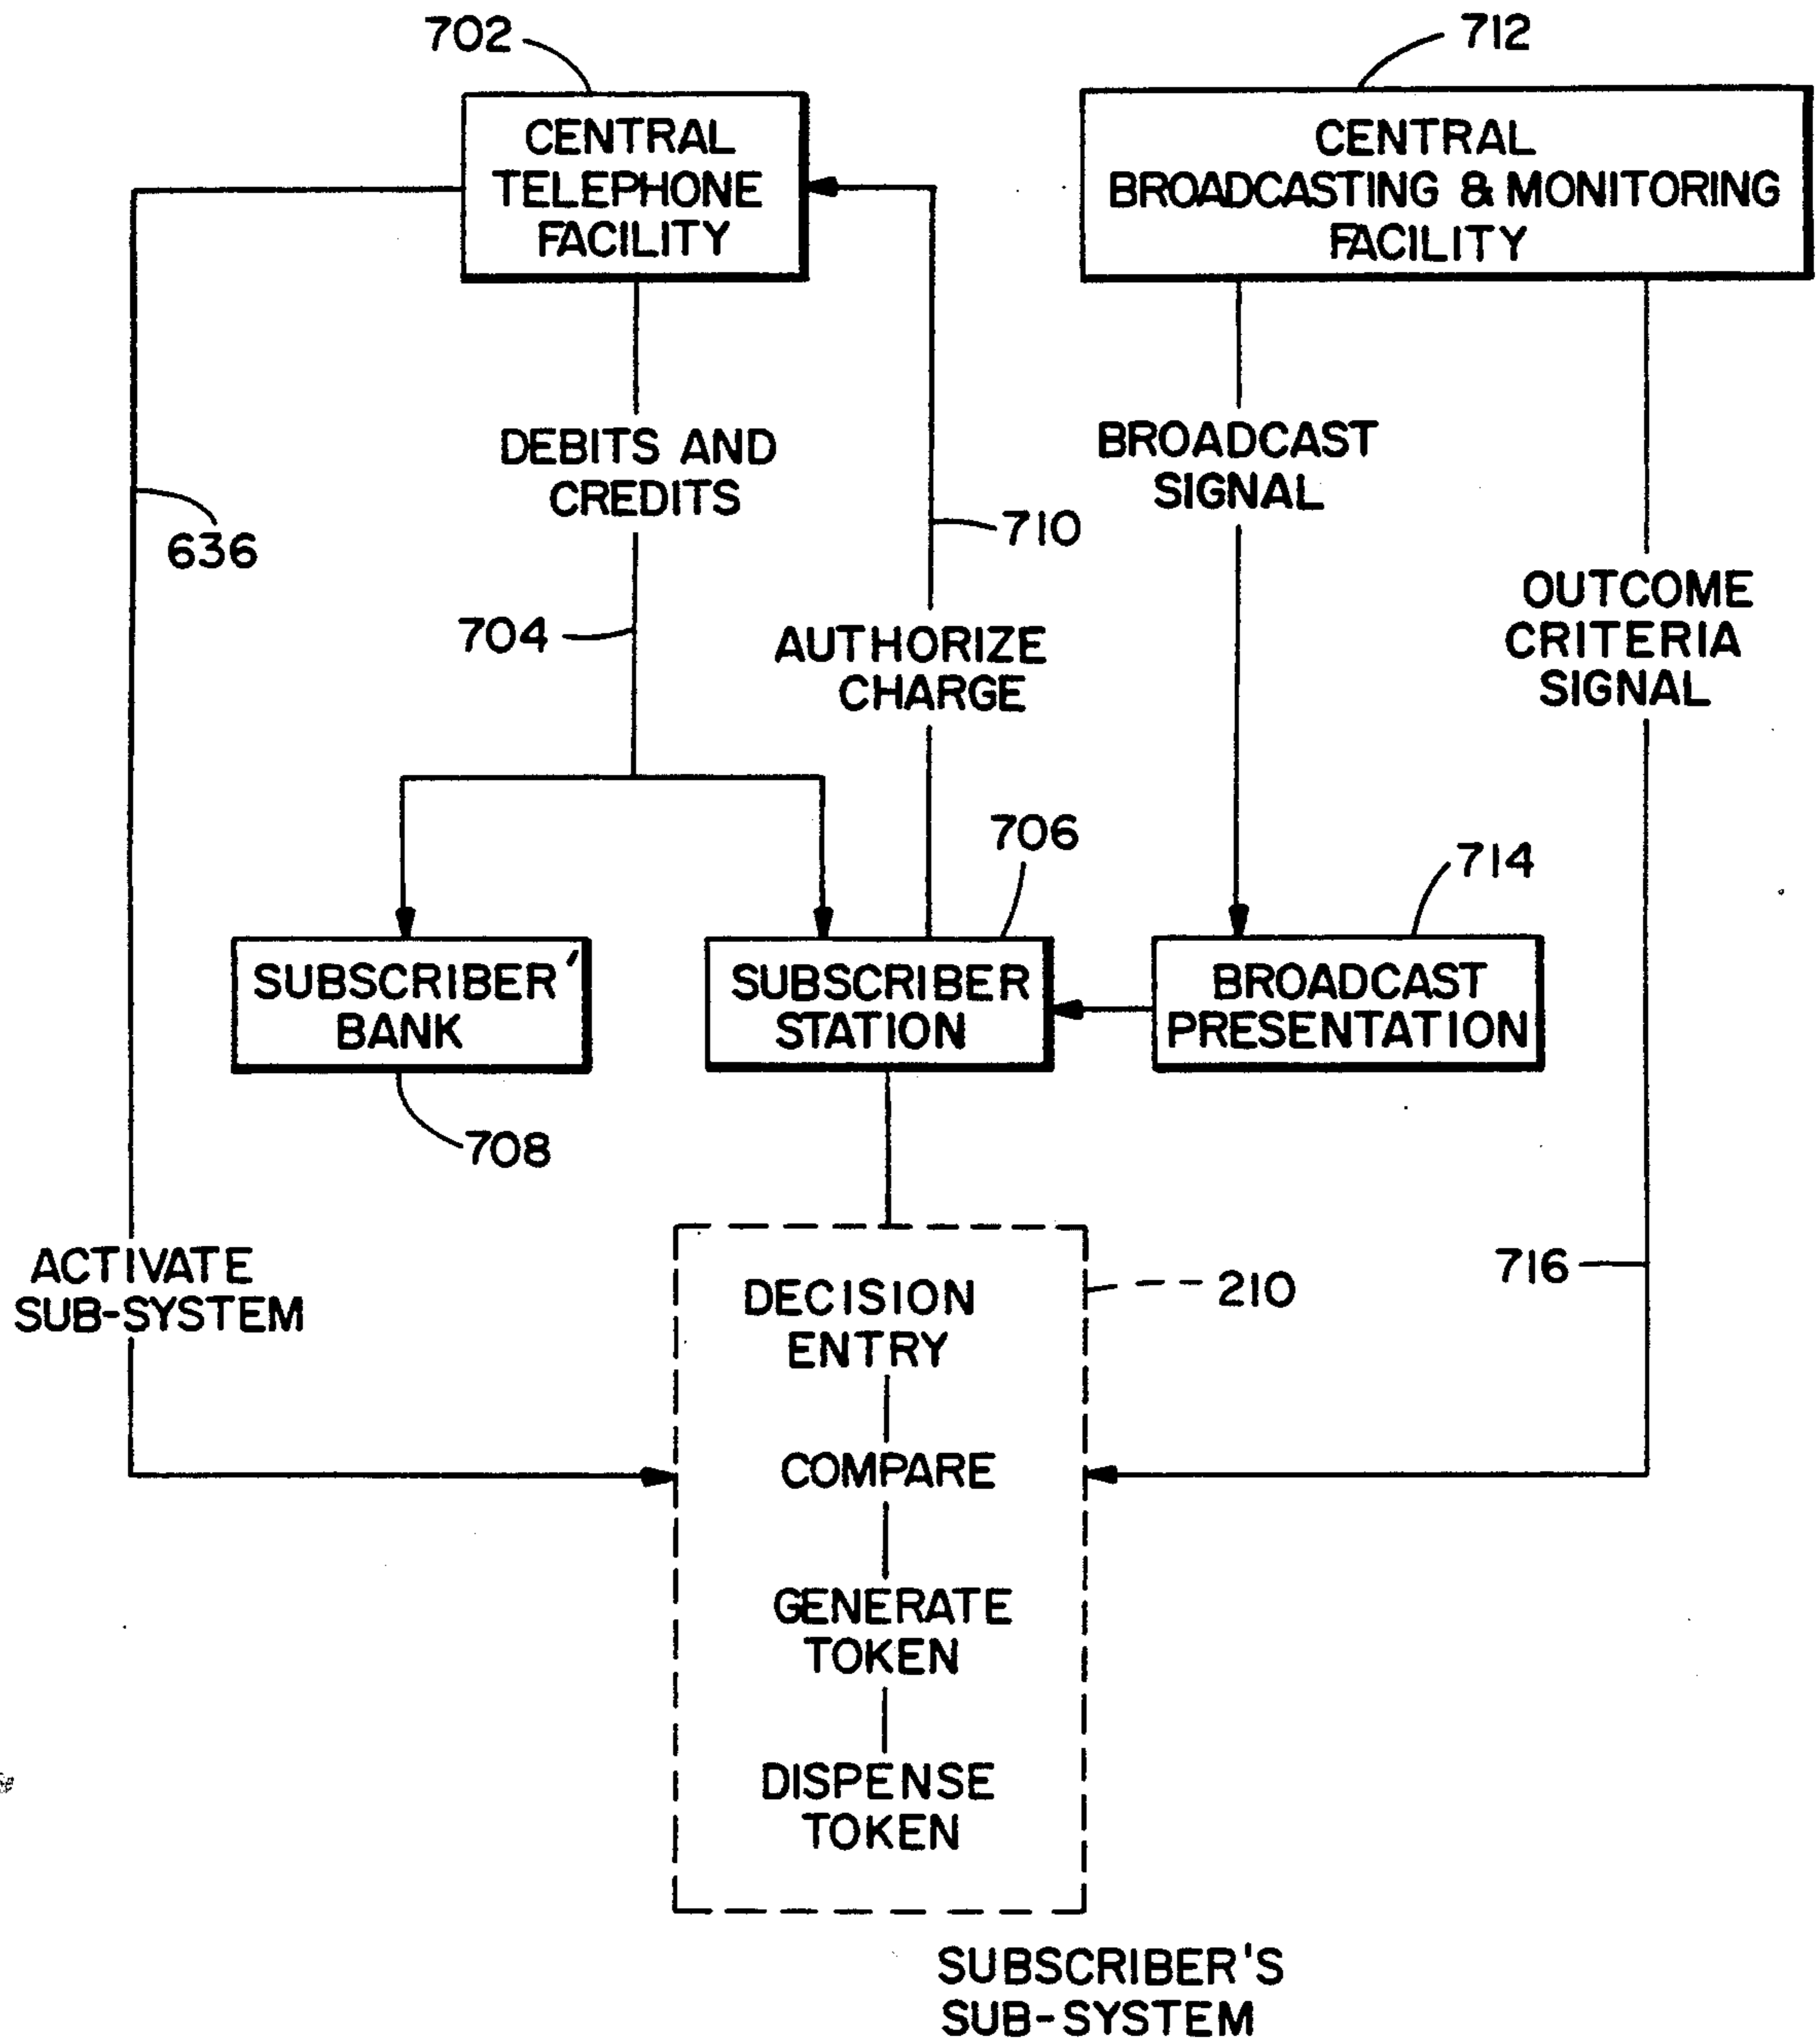 702
712
CENTRAL
TELEPHONE
FACILITY
CENTRAL
BROADCASTING & MONITORING
FACILITY
DEBITS AND
CREDITS
BROADCAST
SIGNAL
710
636
OUTCOME
CRITERIA
SIGNAL
704
AUTHORIZE
CHARGE
706
714
SUBSCRIBER'
BANK
SUBSCRIBER
STATION
BROADCAST
PRESENTATION
708
ACTIVATE
SUB-SYSTEM
716
210
DECISION
ENTRY
COMPARE
GENERATE
TOKEN
DISPENSE
TOKEN
SUBSCRIBER'S
SUB-SYSTEM